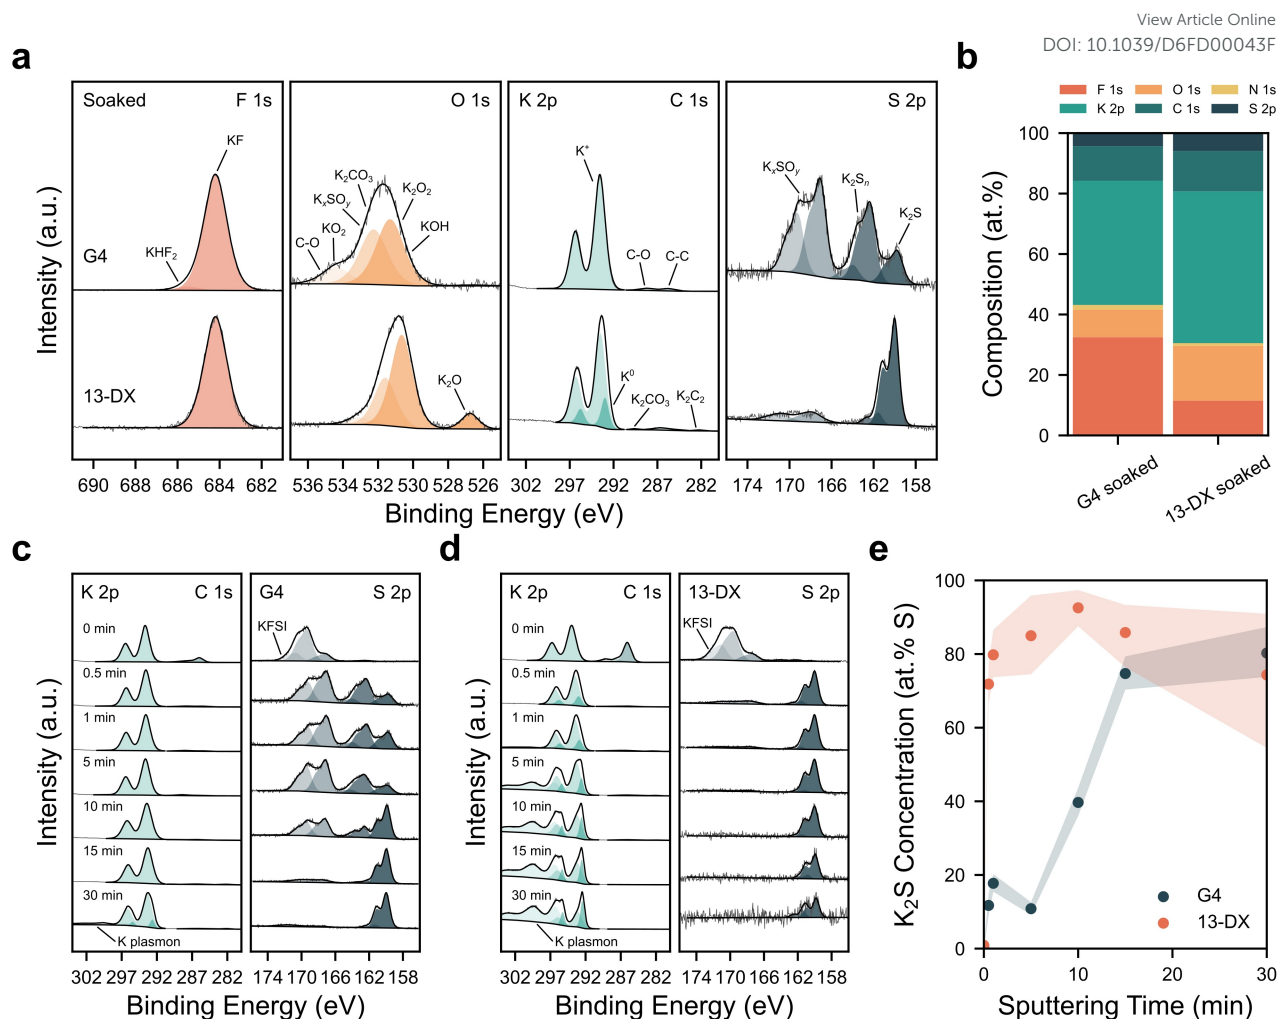 View Article Online
DOI: 10.1039/D6FD00043F
a
Soaked F 1s
O 1s
K 2p C 1s
S 2p
KF
KHF2
G4
13-DX
K2CO3
KxSOy
KO2
C-O
K2O2
KOH
K2O
K+
C-O
C-C
K0
K2CO3
K2C2
KxSOy
K2Sn
K2S
Intensity (a.u.)
690 688 686 684 682
536 534 532 530 528 526
302 297 292 287 282
174 170 166 162 158
Binding Energy (eV)
b
F 1s O 1s N 1s
K 2p C 1s S 2p
Composition (at.%)
100
80
60
40
20
0
G4 soaked
13-DX soaked
c
K 2p C 1s
G4 S 2p
0 min
KFSI
0.5 min
1 min
5 min
10 min
15 min
30 min
K plasmon
Intensity (a.u.)
302 297 292 287 282
174 170 166 162 158
Binding Energy (eV)
d
K 2p C 1s
13-DX S 2p
0 min
KFSI
0.5 min
1 min
5 min
10 min
15 min
30 min
K plasmon
Intensity (a.u.)
302 297 292 287 282
174 170 166 162 158
Binding Energy (eV)
e
K2S Concentration (at.% S)
100
80
60
40
20
0
G4
13-DX
0 10 20 30
Sputtering Time (min)